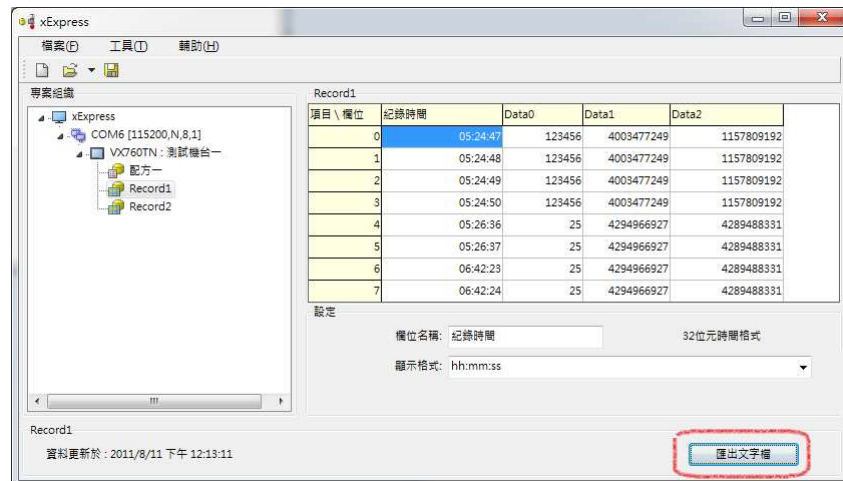 xExpress
檔案(F) 工具(T) 輔助(H)
專案組織
xExpress
COM6 [115200,N,8,1]
VX760TN : 測試機台一
配方一
Record1
Record2
Record1
項目 \ 欄位 紀錄時間 Data0 Data1 Data2
0 05:24:47 123456 4003477249 1157809192
1 05:24:48 123456 4003477249 1157809192
2 05:24:49 123456 4003477249 1157809192
3 05:24:50 123456 4003477249 1157809192
4 05:26:36 25 4294966927 4289488331
5 05:26:37 25 4294966927 4289488331
6 06:42:23 25 4294966927 4289488331
7 06:42:24 25 4294966927 4289488331
設定
欄位名稱: 紀錄時間 32位元時間格式
顯示格式: hh:mm:ss
Record1
資料更新於 : 2011/8/11 下午 12:13:11
匯出文字檔